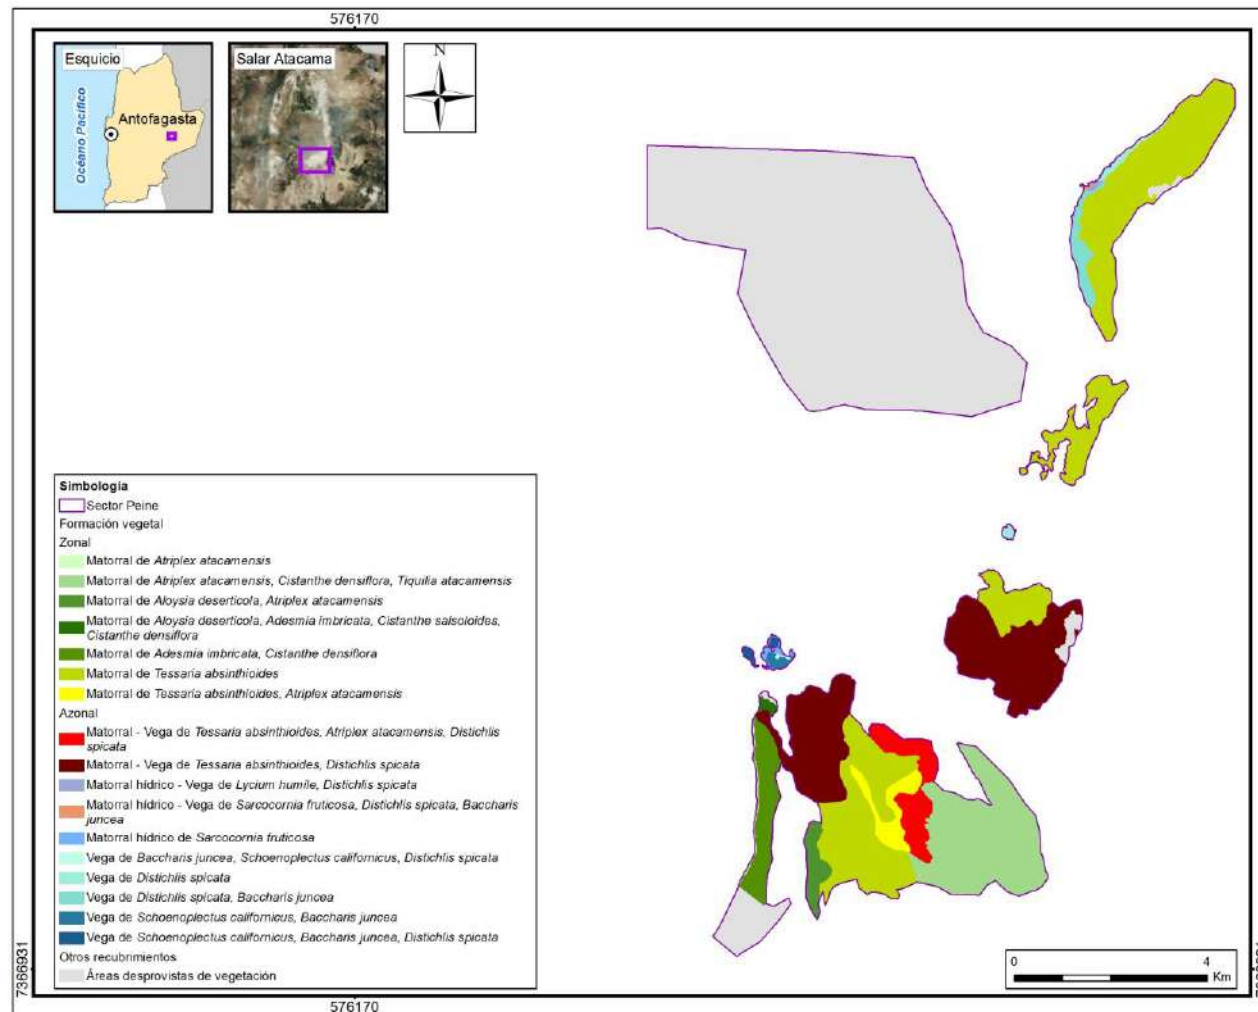 576170
Esquicio
Océano Pacífico
Antofagasta
Salar Atacama
N
Simbología
Sector Peine
Formación vegetal
Zonal
Matorral de Atriplex atacamensis
Matorral de Atriplex atacamensis, Cistanthe densiflora, Tiquilia atacamensis
Matorral de Aloysia deserticola, Atriplex atacamensis
Matorral de Aloysia deserticola, Adesmia imbricata, Cistanthe salsoloides,
Cistanthe densiflora
Matorral de Adesmia imbricata, Cistanthe densiflora
Matorral de Tessaria absinthioides
Matorral de Tessaria absinthioides, Atriplex atacamensis
Azonal
Matorral - Vega de Tessaria absinthioides, Atriplex atacamensis, Distichlis
spicata
Matorral - Vega de Tessaria absinthioides, Distichlis spicata
Matorral hídrico - Vega de Lycium humile, Distichlis spicata
Matorral hídrico - Vega de Sarcocornia fruticosa, Distichlis spicata, Baccharis
juncea
Matorral hídrico de Sarcocornia fruticosa
Vega de Baccharis juncea, Schoenoplectus californicus, Distichlis spicata
Vega de Distichlis spicata
Vega de Distichlis spicata, Baccharis juncea
Vega de Schoenoplectus californicus, Baccharis juncea
Vega de Schoenoplectus californicus, Baccharis juncea, Distichlis spicata
Otros recubrimientos
Áreas desprovistas de vegetación
7366931
0 4
Km
576170